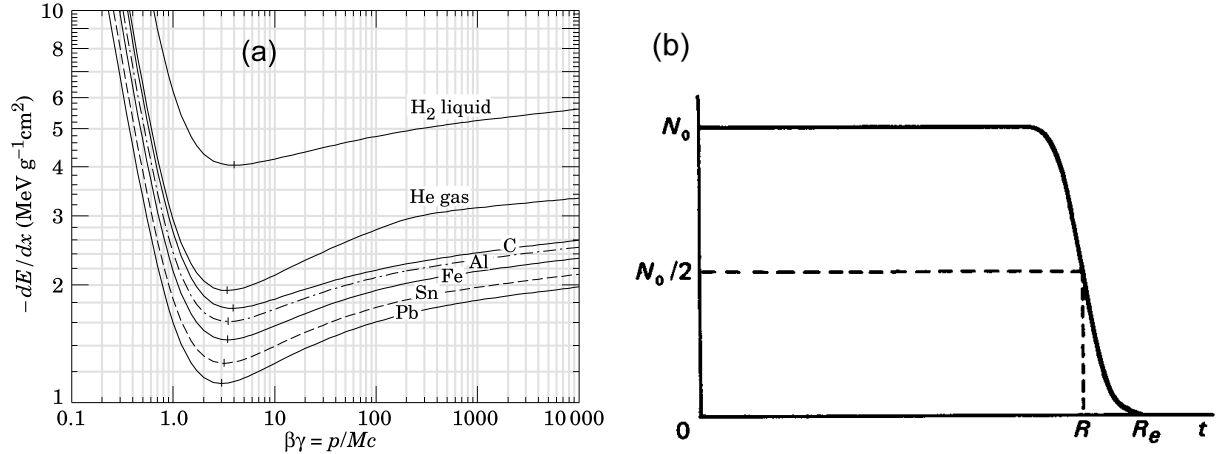 (a)
10
8
6
5
4
3
2
1
−dE/dx (MeV g⁻¹cm²)
H₂ liquid
He gas
C
Al
Fe
Sn
Pb
0.1 1.0 10 100 1000 10 000
βγ = p/Mc
(b)
N₀
N₀/2
0 R Rₑ t